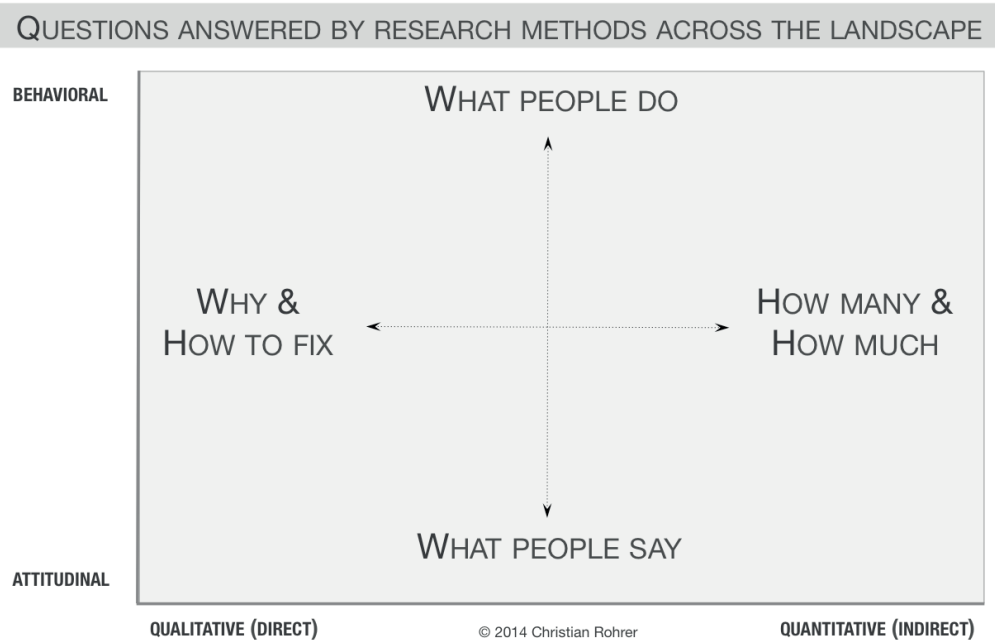 QUESTIONS ANSWERED BY RESEARCH METHODS ACROSS THE LANDSCAPE
BEHAVIORAL
WHAT PEOPLE DO
WHY &
HOW TO FIX
HOW MANY &
HOW MUCH
WHAT PEOPLE SAY
ATTITUDINAL
QUALITATIVE (DIRECT)
© 2014 Christian Rohrer
QUANTITATIVE (INDIRECT)